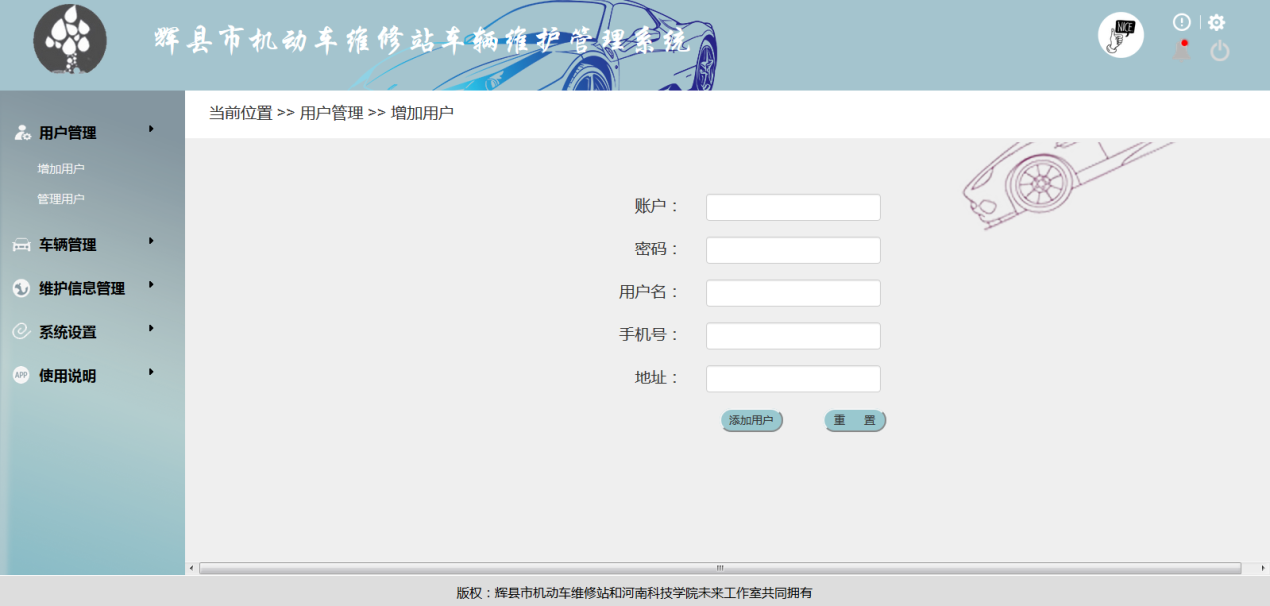 辉县市机动车维修站车辆维护管理系统
NICE
当前位置 >> 用户管理 >> 增加用户
用户管理
增加用户
管理用户
车辆管理
维护信息管理
系统设置
APP 使用说明
账户：
密码：
用户名：
手机号：
地址：
添加用户
重 置
版权：辉县市机动车维修站和河南科技学院未来工作室共同拥有